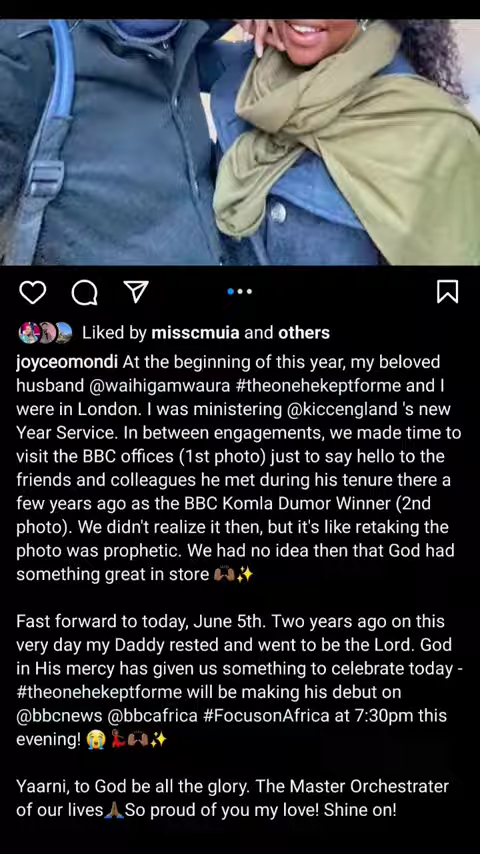 Liked by misscmuia and others
joyceomondi At the beginning of this year, my beloved
husband @waihigamwaura #theonehekeptforme and I
were in London. I was ministering @kiccengland 's new
Year Service. In between engagements, we made time to
visit the BBC offices (1st photo) just to say hello to the
friends and colleagues he met during his tenure there a
few years ago as the BBC Komla Dumor Winner (2nd
photo). We didn't realize it then, but it's like retaking the
photo was prophetic. We had no idea then that God had
something great in store 🙌🏾✨
Fast forward to today, June 5th. Two years ago on this
very day my Daddy rested and went to be the Lord. God
in His mercy has given us something to celebrate today -
#theonehekeptforme will be making his debut on
@bbcnews @bbcafrica #FocusonAfrica at 7:30pm this
evening! 😭💃🏾🙌🏾✨
Yaarni, to God be all the glory. The Master Orchestrater
of our lives🙏🏾So proud of you my love! Shine on!